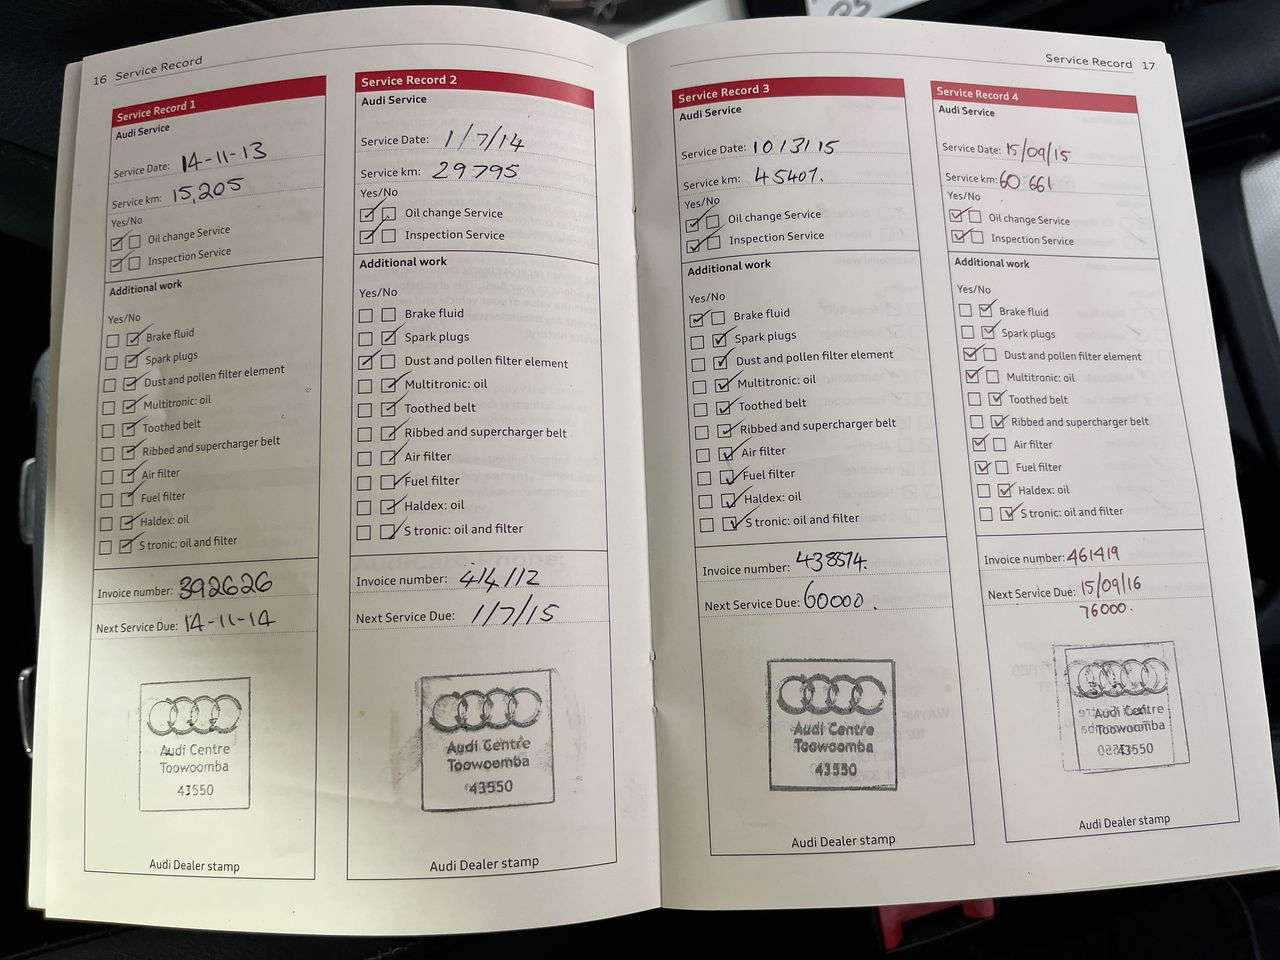 16 Service Record
Service Record 1
Audi Service
Service Date: 14-11-13
Service km: 15,205
Yes/No
Oil change Service
Inspection Service
Additional work
Yes/No
Brake fluid
Spark plugs
Dust and pollen filter element
Multitronic: oil
Toothed belt
Ribbed and supercharger belt
Air filter
Fuel filter
Haldex: oil
S tronic: oil and filter
Invoice number: 392626
Next Service Due: 14-11-14
Audi Centre
Toowoomba
43550
Audi Dealer stamp
Service Record 2
Audi Service
Service Date: 1/7/14
Service km: 29795
Yes/No
Oil change Service
Inspection Service
Additional work
Yes/No
Brake fluid
Spark plugs
Dust and pollen filter element
Multitronic: oil
Toothed belt
Ribbed and supercharger belt
Air filter
Fuel filter
Haldex: oil
S tronic: oil and filter
Invoice number: 414112
Next Service Due: 1/7/15
Audi Centre
Toowoomba
43550
Audi Dealer stamp
Service Record 17
Service Record 3
Audi Service
Service Date: 10/3/15
Service km: 45407.
Yes/No
Oil change Service
Inspection Service
Additional work
Yes/No
Brake fluid
Spark plugs
Dust and pollen filter element
Multitronic: oil
Toothed belt
Ribbed and supercharger belt
Air filter
Fuel filter
Haldex: oil
S tronic: oil and filter
Invoice number: 438574.
Next Service Due: 60000.
Audi Centre
Toowoomba
43550
Audi Dealer stamp
Service Record 4
Audi Service
Service Date: 15/09/15
Service km: 60 661
Yes/No
Oil change Service
Inspection Service
Additional work
Yes/No
Brake fluid
Spark plugs
Dust and pollen filter element
Multitronic: oil
Toothed belt
Ribbed and supercharger belt
Air filter
Fuel filter
Haldex: oil
S tronic: oil and filter
Invoice number: 461419
Next Service Due: 15/09/16
76000.
Audi Centre
Toowoomba
43550
Audi Dealer stamp